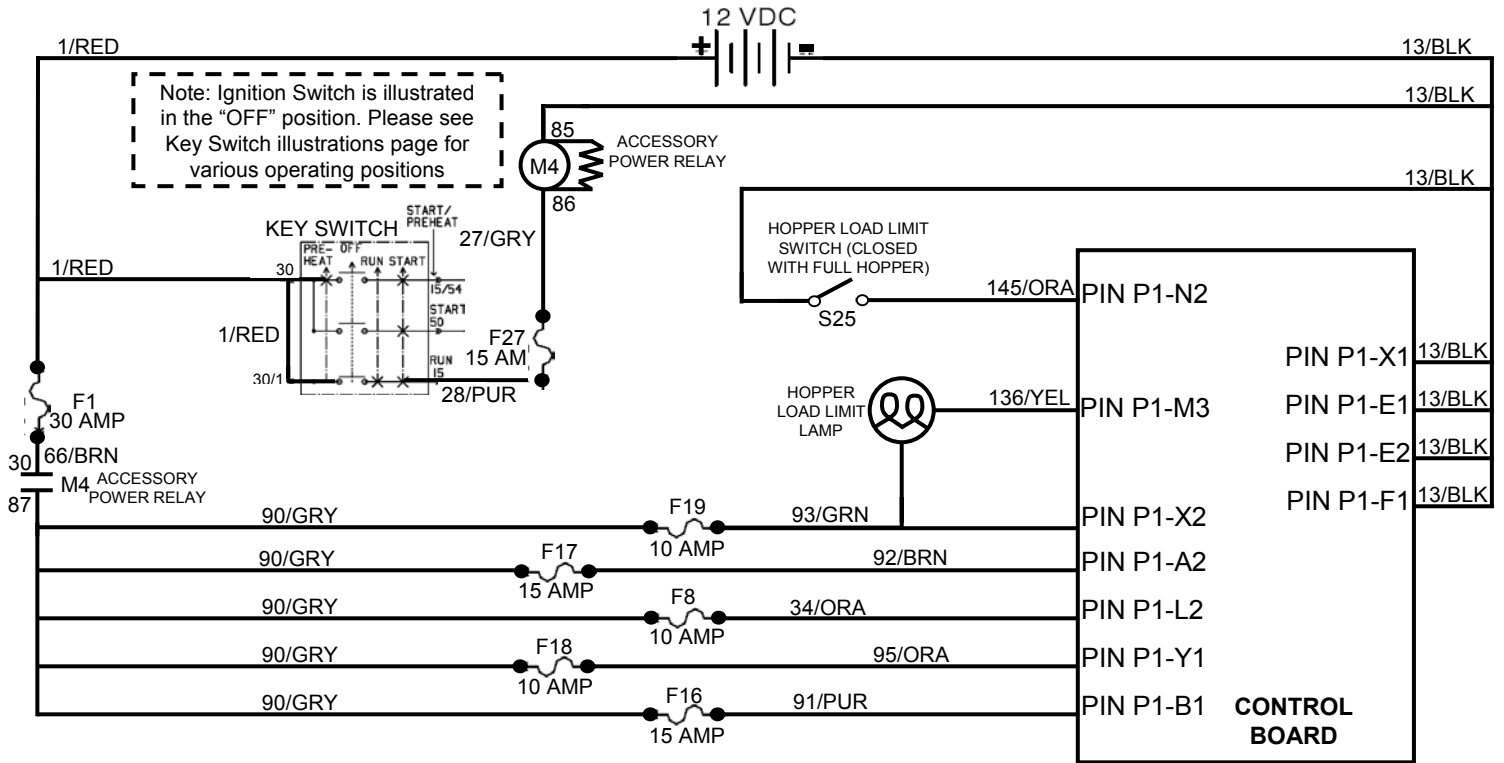 12 VDC
1/RED
13/BLK
Note: Ignition Switch is illustrated
in the “OFF” position. Please see
Key Switch illustrations page for
various operating positions
13/BLK
85
M4
86
ACCESSORY
POWER RELAY
13/BLK
KEY SWITCH
START/
PREHEAT
27/GRY
HOPPER LOAD LIMIT
SWITCH (CLOSED
WITH FULL HOPPER)
1/RED
30
PRE-
HEAT
OFF
RUN
START
15/54
START
50
RUN
15
1/RED
30/1
28/PUR
F27
15 AM
S25
145/ORA
PIN P1-N2
PIN P1-X1
13/BLK
HOPPER
LOAD LIMIT
LAMP
136/YEL
PIN P1-M3
PIN P1-E1
13/BLK
PIN P1-E2
13/BLK
PIN P1-F1
13/BLK
F1
30 AMP
66/BRN
30
M4
87
ACCESSORY
POWER RELAY
90/GRY
F19
10 AMP
93/GRN
PIN P1-X2
90/GRY
F17
15 AMP
92/BRN
PIN P1-A2
90/GRY
F8
10 AMP
34/ORA
PIN P1-L2
90/GRY
F18
10 AMP
95/ORA
PIN P1-Y1
90/GRY
F16
15 AMP
91/PUR
PIN P1-B1
CONTROL
BOARD